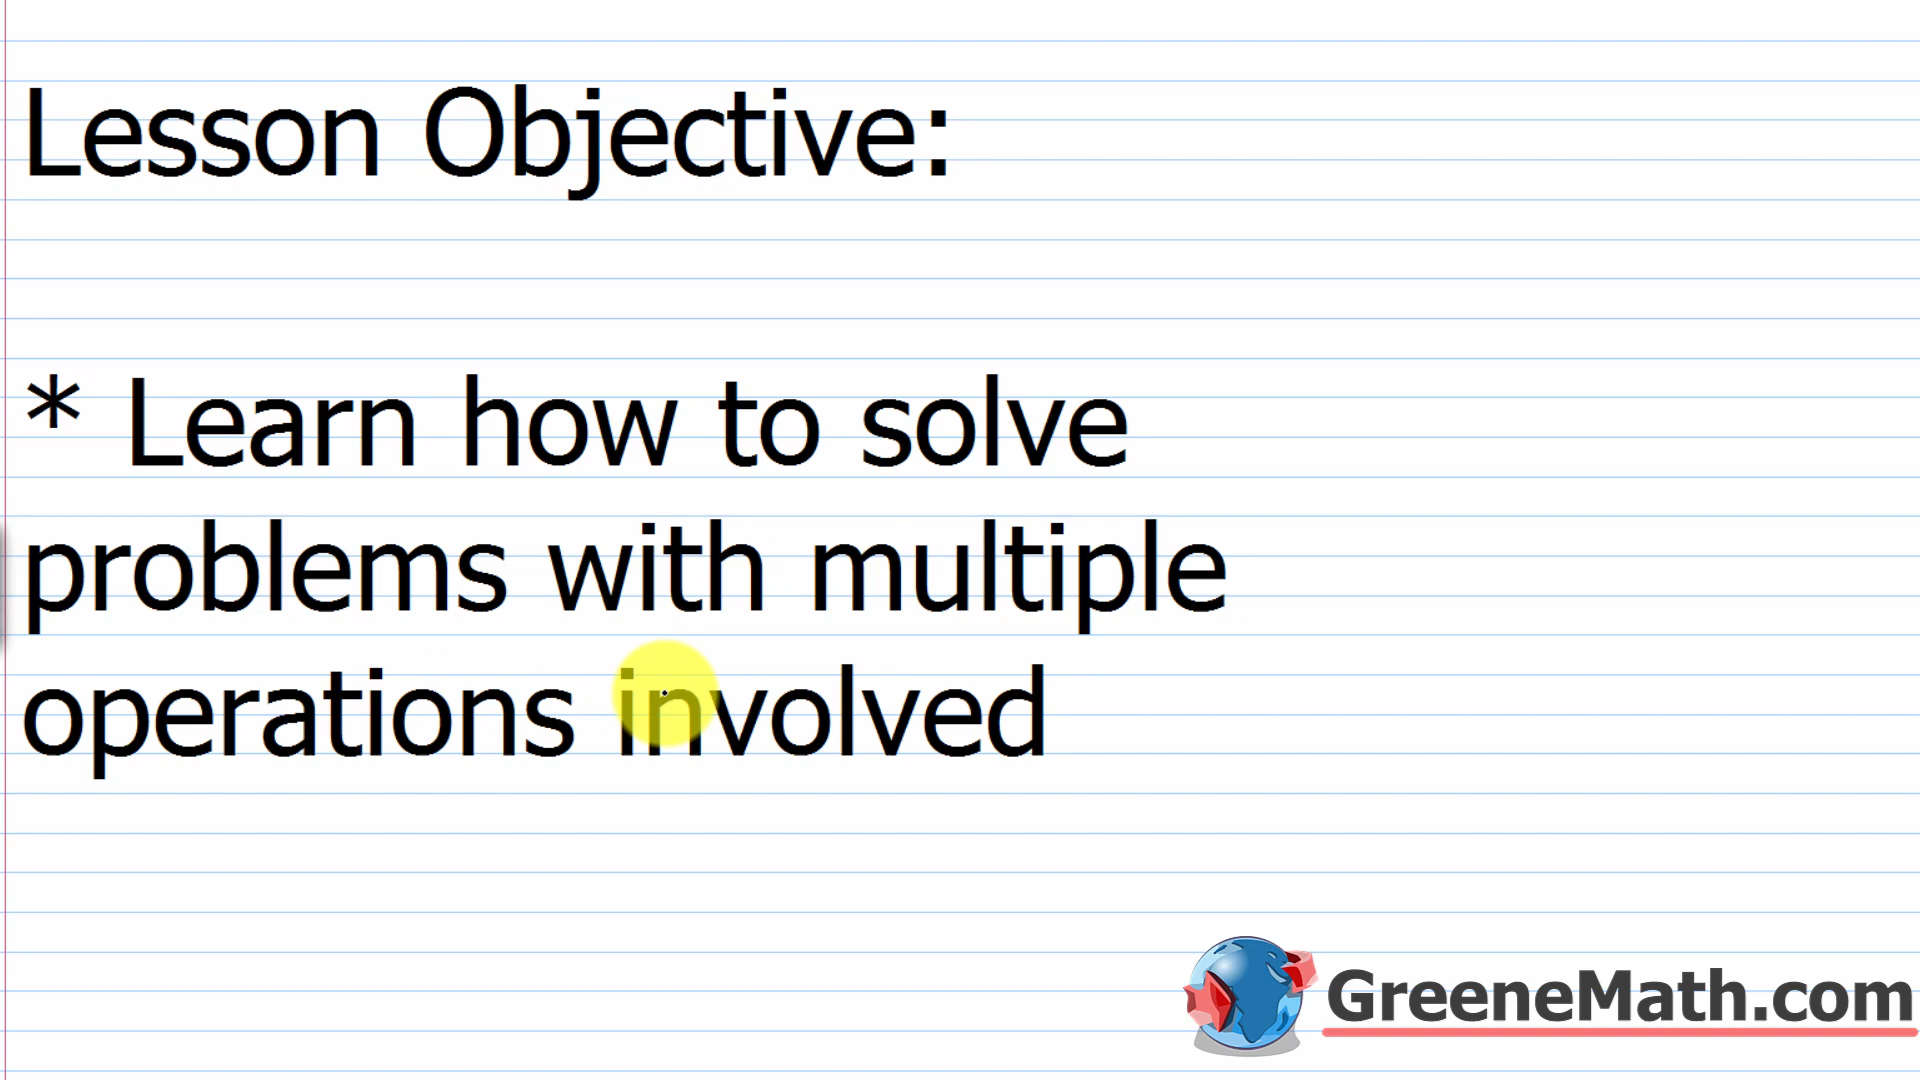 Lesson Objective:
* Learn how to solve
problems with multiple
operations involved
GreeneMath.com